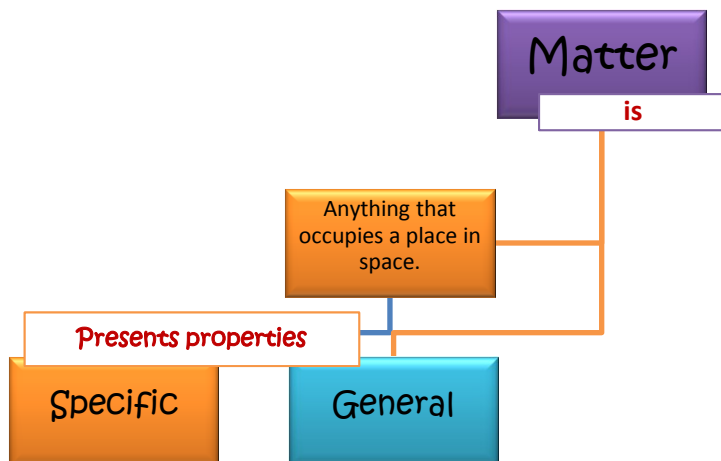 Matter
is
Anything that
occupies a place in
space.
Presents properties
Specific
General